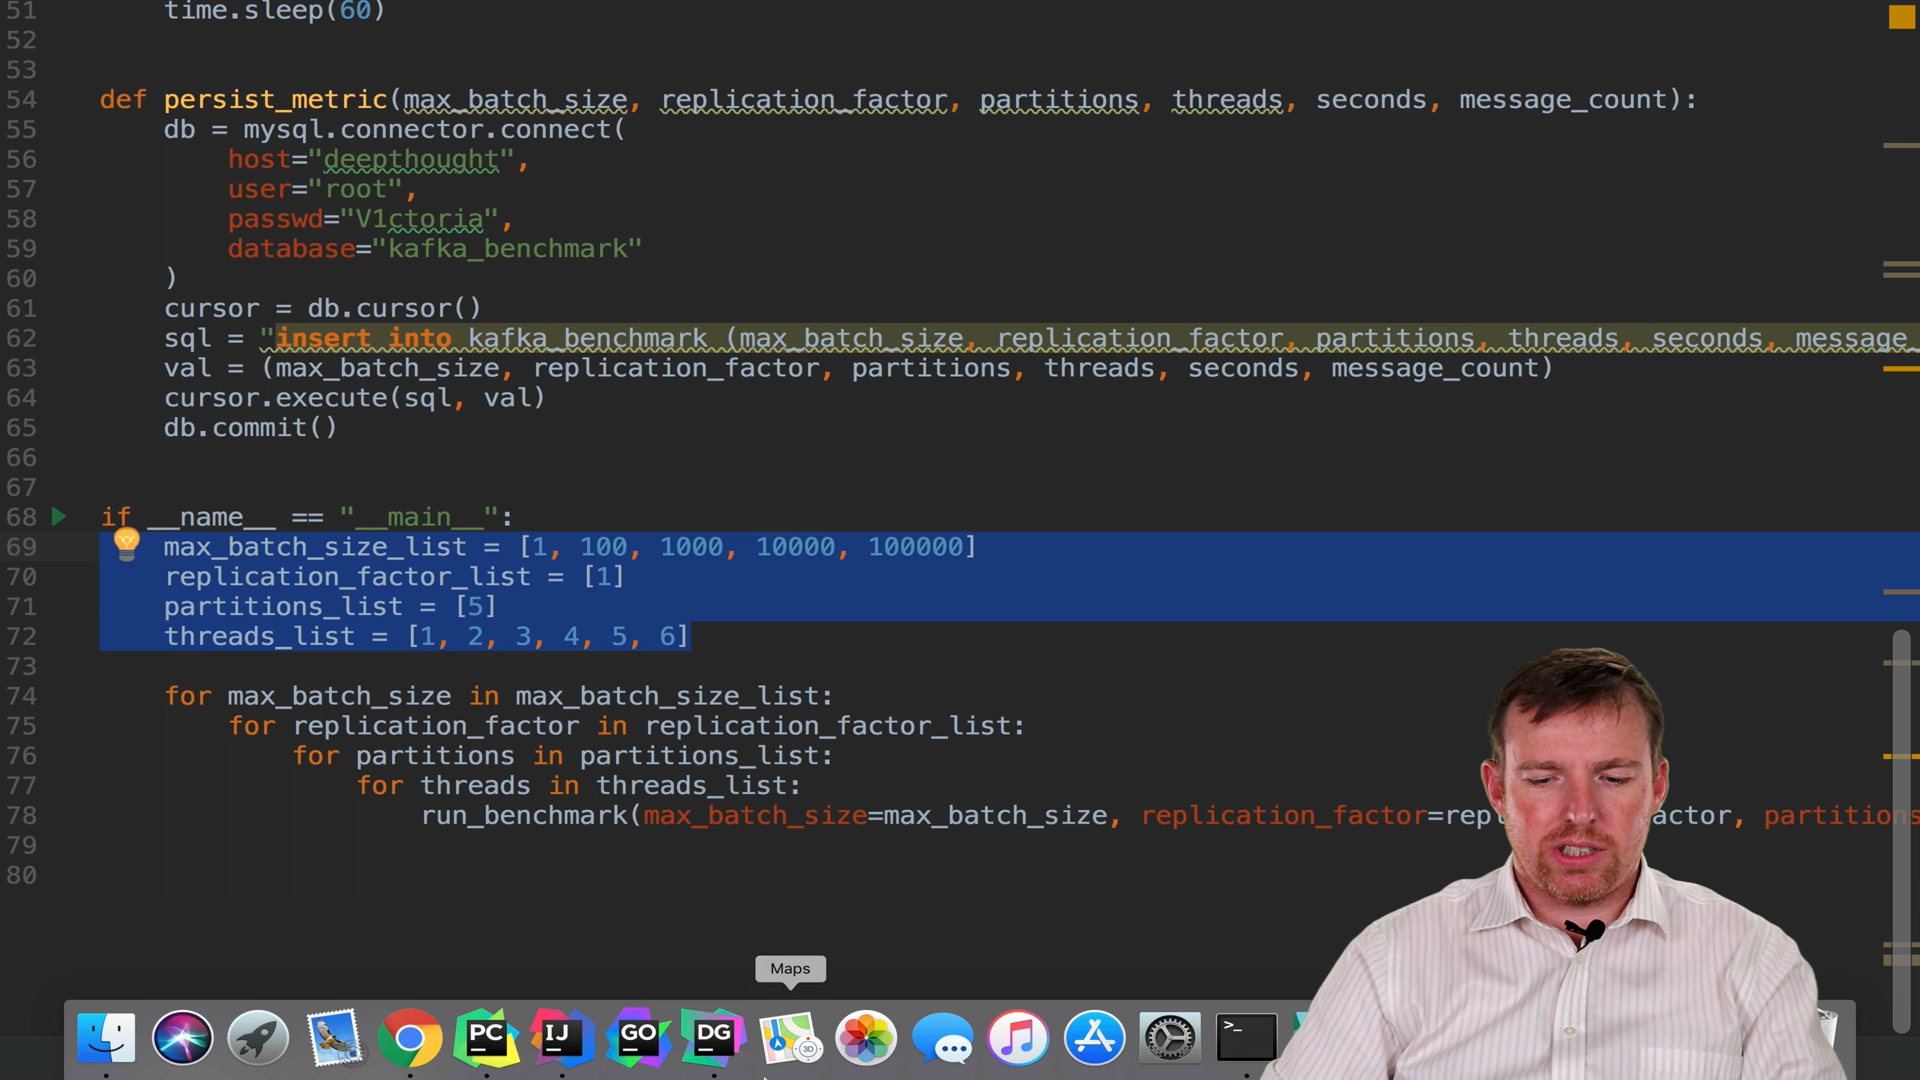 51 time.sleep(60)
52
53
54 def persist_metric(max_batch_size, replication_factor, partitions, threads, seconds, message_count):
55 db = mysql.connector.connect(
56 host="deepthought",
57 user="root",
58 passwd="V1ctoria",
59 database="kafka_benchmark"
60 )
61 cursor = db.cursor()
62 sql = "insert into kafka_benchmark (max_batch_size, replication_factor, partitions, threads, seconds, message_
63 val = (max_batch_size, replication_factor, partitions, threads, seconds, message_count)
64 cursor.execute(sql, val)
65 db.commit()
66
67
68 if __name__ == "__main__":
69 max_batch_size_list = [1, 100, 1000, 10000, 100000]
70 replication_factor_list = [1]
71 partitions_list = [5]
72 threads_list = [1, 2, 3, 4, 5, 6]
73
74 for max_batch_size in max_batch_size_list:
75 for replication_factor in replication_factor_list:
76 for partitions in partitions_list:
77 for threads in threads_list:
78 run_benchmark(max_batch_size=max_batch_size, replication_factor=rep actor, partitions
79
80
Maps
PC IJ GO DG 3D >_